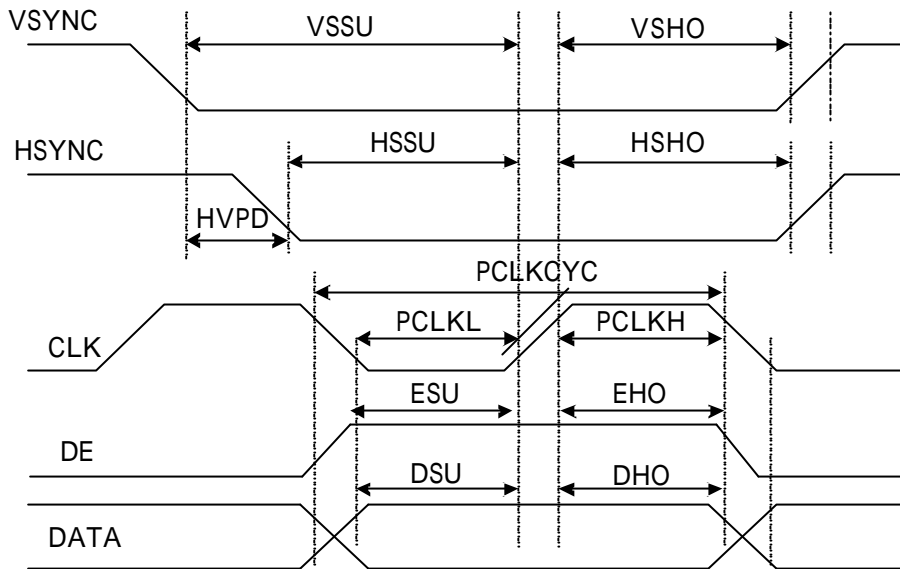 VSYNC
VSSU
VSHO
HSYNC
HSSU
HSHO
HVPD
PCLKCYC
CLK
PCLKL
PCLKH
ESU
EHO
DE
DSU
DHO
DATA